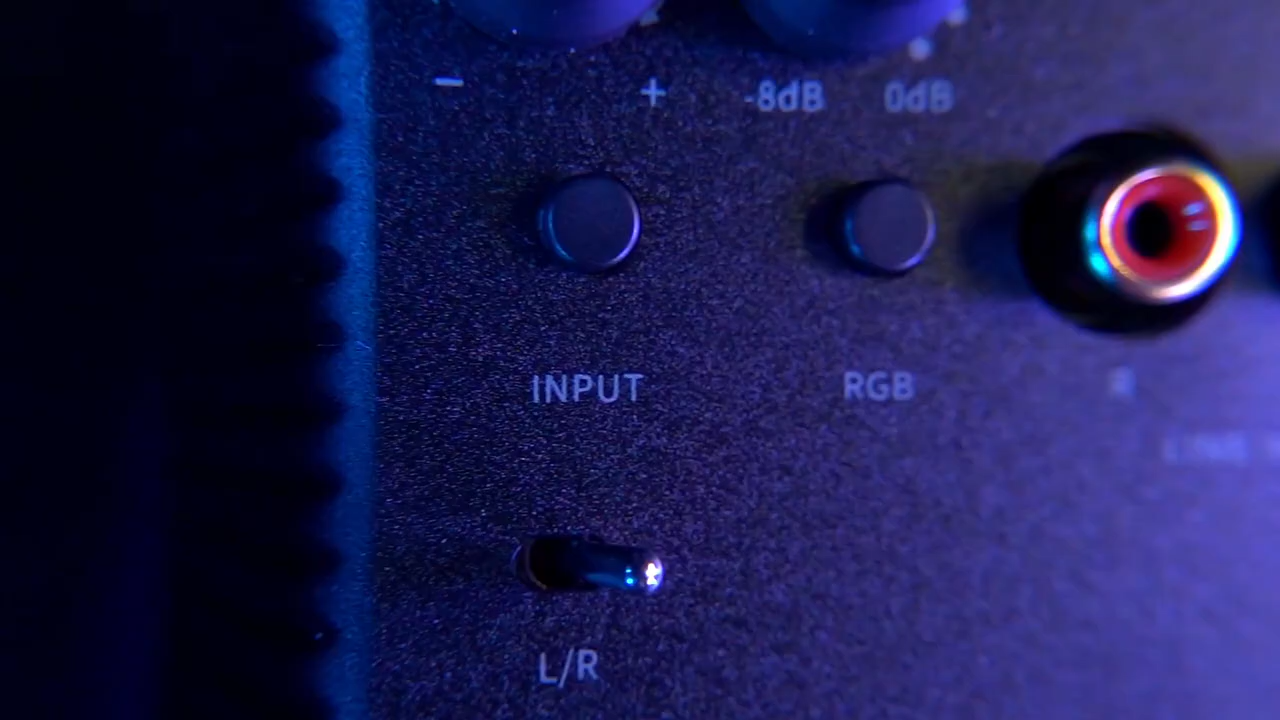 − +
-8dB 0dB
INPUT
RGB
R
L/R